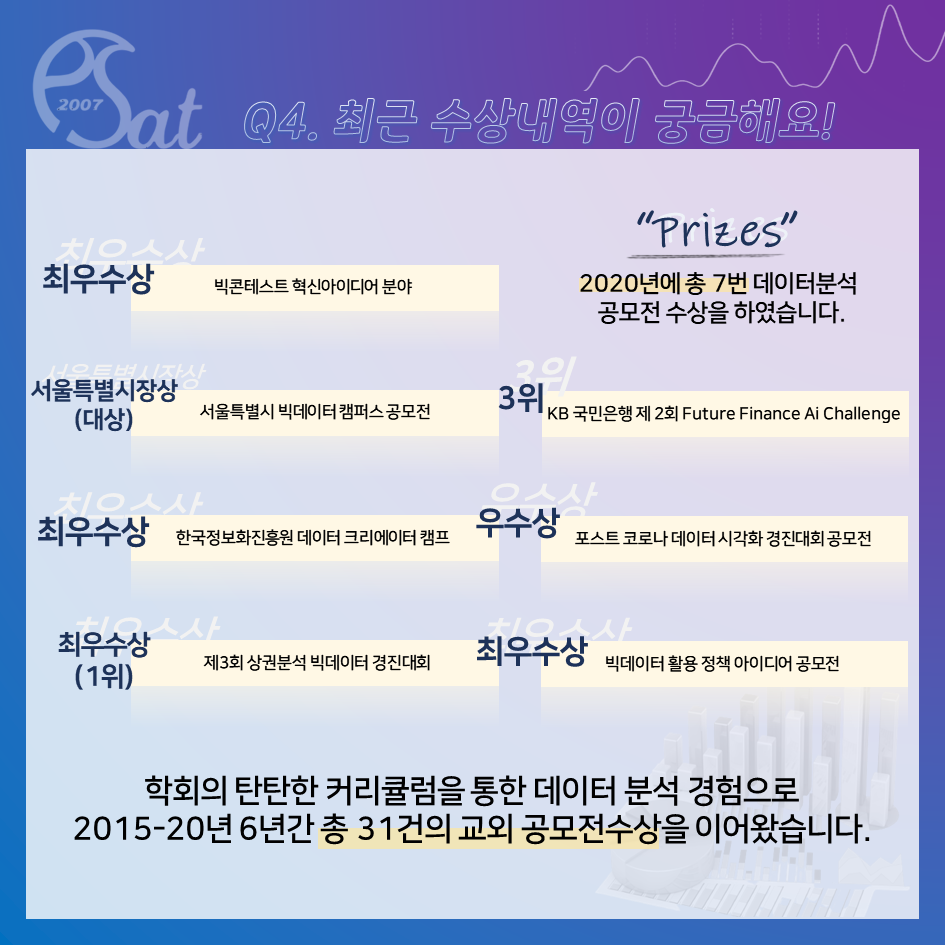 PSat
2007
Q4. 최근 수상내역이 궁금해요!
"Prizes"
2020년에 총 7번 데이터분석
공모전 수상을 하였습니다.
최우수상
빅콘테스트 혁신아이디어 분야
서울특별시장상
(대상)
서울특별시 빅데이터 캠퍼스 공모전
3위
KB 국민은행 제 2회 Future Finance Ai Challenge
최우수상
한국정보화진흥원 데이터 크리에이터 캠프
우수상
포스트 코로나 데이터 시각화 경진대회 공모전
최우수상
(1위)
제3회 상권분석 빅데이터 경진대회
최우수상
빅데이터 활용 정책 아이디어 공모전
학회의 탄탄한 커리큘럼을 통한 데이터 분석 경험으로
2015-20년 6년간 총 31건의 교외 공모전수상을 이어왔습니다.